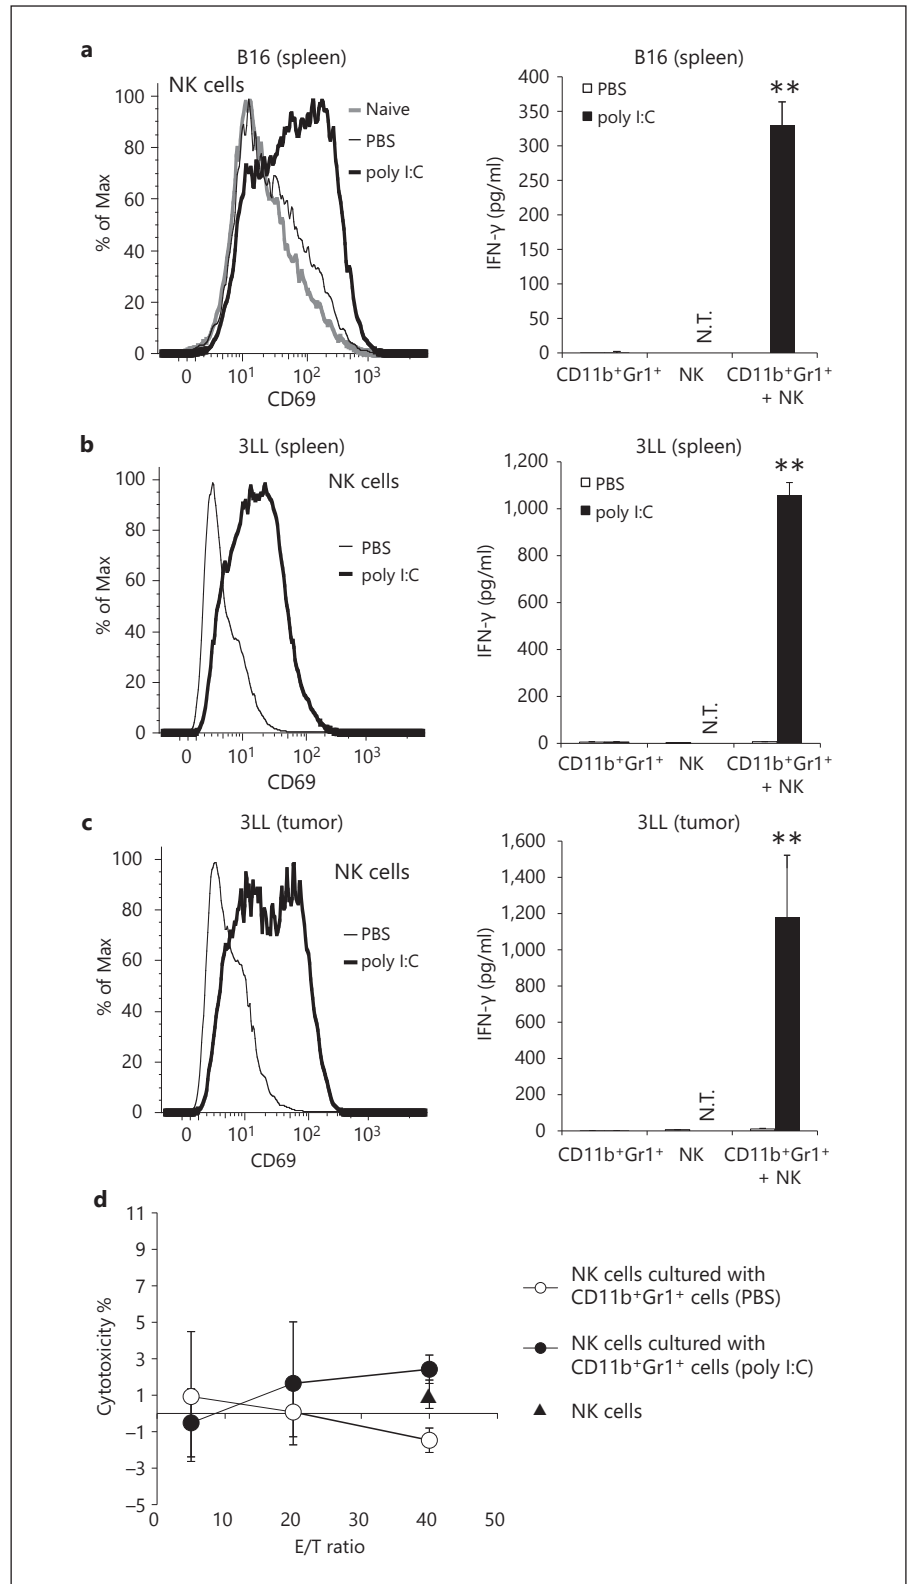 a
B16 (spleen)
NK cells
100
80
60
40
20
0
% of Max
Naive
PBS
poly I:C
0 10¹ 10² 10³
CD69
B16 (spleen)
400
350
300
250
200
150
100
50
0
IFN-γ (pg/ml)
PBS
poly I:C
**
N.T.
CD11b⁺Gr1⁺ NK CD11b⁺Gr1⁺
+ NK
b
3LL (spleen)
NK cells
100
80
60
40
20
0
% of Max
PBS
poly I:C
0 10¹ 10² 10³
CD69
3LL (spleen)
1,200
1,000
800
600
400
200
0
IFN-γ (pg/ml)
PBS
poly I:C
**
N.T.
CD11b⁺Gr1⁺ NK CD11b⁺Gr1⁺
+ NK
c
3LL (tumor)
NK cells
100
80
60
40
20
0
% of Max
PBS
poly I:C
0 10¹ 10² 10³
CD69
3LL (tumor)
1,600
1,400
1,200
1,000
800
600
400
200
0
IFN-γ (pg/ml)
**
N.T.
CD11b⁺Gr1⁺ NK CD11b⁺Gr1⁺
+ NK
d
11
9
7
5
3
1
−1
−3
−5
Cytotoxicity %
0 10 20 30 40 50
E/T ratio
NK cells cultured with
CD11b⁺Gr1⁺ cells (PBS)
NK cells cultured with
CD11b⁺Gr1⁺ cells (poly I:C)
NK cells